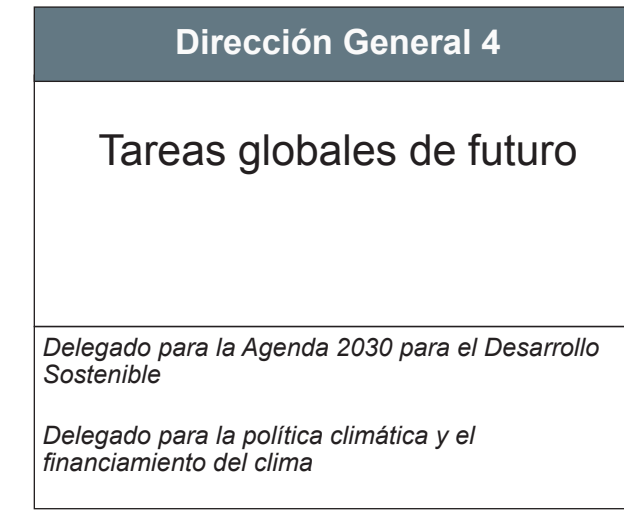 Dirección General 4
Tareas globales de futuro
Delegado para la Agenda 2030 para el Desarrollo
Sostenible
Delegado para la política climática y el
financiamiento del clima